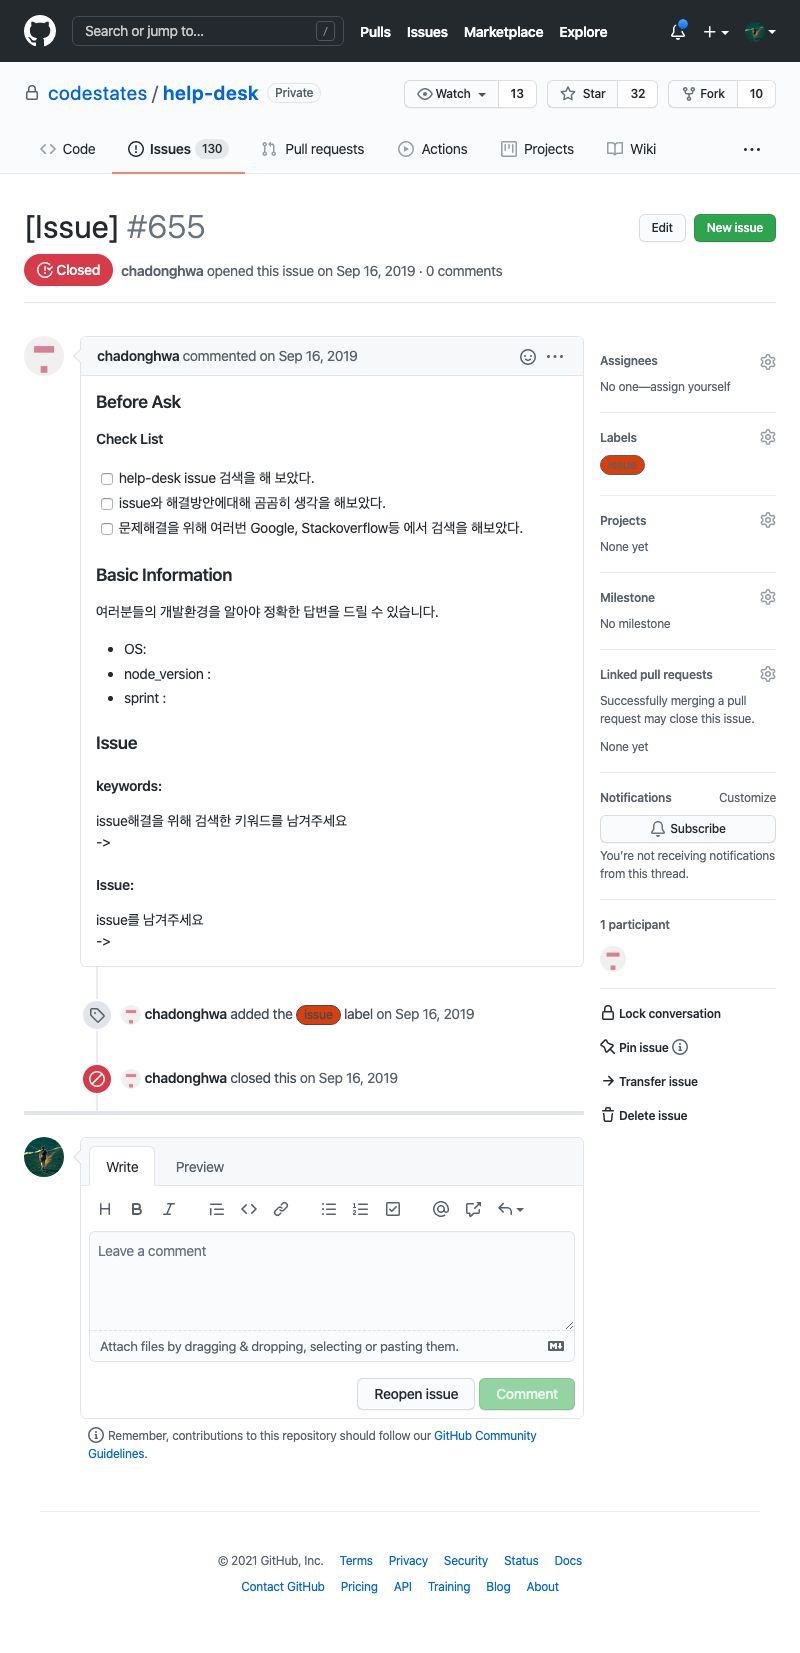 Search or jump to... /
Pulls Issues Marketplace Explore
codestates / help-desk Private
Watch 13 Star 32 Fork 10
Code Issues 130 Pull requests Actions Projects Wiki
[Issue] #655
Edit New issue
Closed chadonghwa opened this issue on Sep 16, 2019 · 0 comments
chadonghwa commented on Sep 16, 2019
Before Ask
Check List
help-desk issue 검색을 해 보았다.
issue와 해결방안에대해 곰곰히 생각을 해보았다.
문제해결을 위해 여러번 Google, Stackoverflow등 에서 검색을 해보았다.
Basic Information
여러분들의 개발환경을 알아야 정확한 답변을 드릴 수 있습니다.
OS:
node_version :
sprint :
Issue
keywords:
issue해결을 위해 검색한 키워드를 남겨주세요
->
Issue:
issue를 남겨주세요
->
chadonghwa added the issue label on Sep 16, 2019
chadonghwa closed this on Sep 16, 2019
Assignees
No one—assign yourself
Labels
issue
Projects
None yet
Milestone
No milestone
Linked pull requests
Successfully merging a pull
request may close this issue.
None yet
Notifications Customize
Subscribe
You're not receiving notifications
from this thread.
1 participant
Lock conversation
Pin issue
Transfer issue
Delete issue
Write Preview
Leave a comment
Attach files by dragging & dropping, selecting or pasting them.
Reopen issue Comment
Remember, contributions to this repository should follow our GitHub Community
Guidelines.
© 2021 GitHub, Inc. Terms Privacy Security Status Docs
Contact GitHub Pricing API Training Blog About